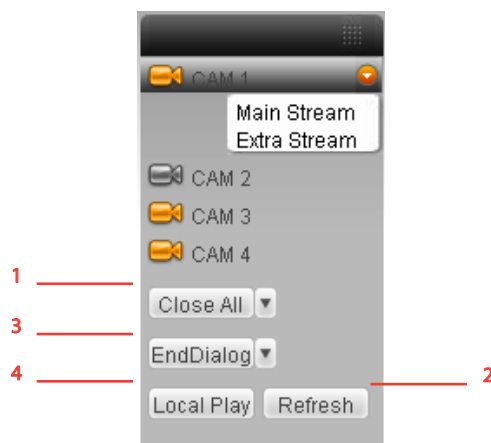 CAM 1
Main Stream
Extra Stream
CAM 2
CAM 3
CAM 4
1
Close All
3
EndDialog
4
2
Local Play Refresh